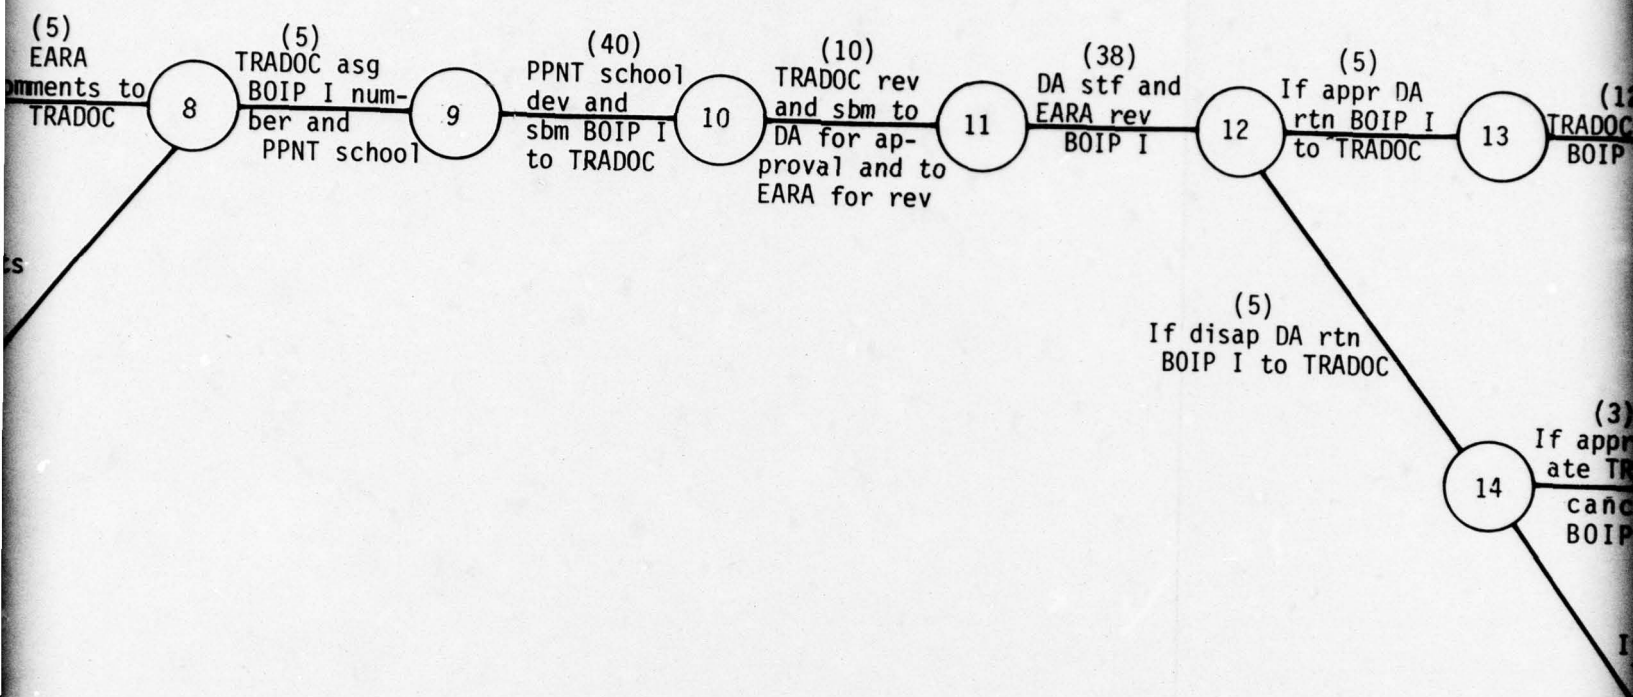 (5)
EARA
to
TRADOC
8
(5)
TRADOC asg
BOIP I num-
ber and
PPNT school
9
(40)
PPNT school
dev and
sbm BOIP I
to TRADOC
10
(10)
TRADOC rev
and sbm to
DA for ap-
proval and to
EARA for rev
11
(38)
DA stf and
EARA rev
BOIP I
12
(5)
If appr DA
rtn BOIP I
to TRADOC
13
TRADOC
BOIP
(5)
If disap DA rtn
BOIP I to TRADOC
14
(3)
If appr
ate
BOIP